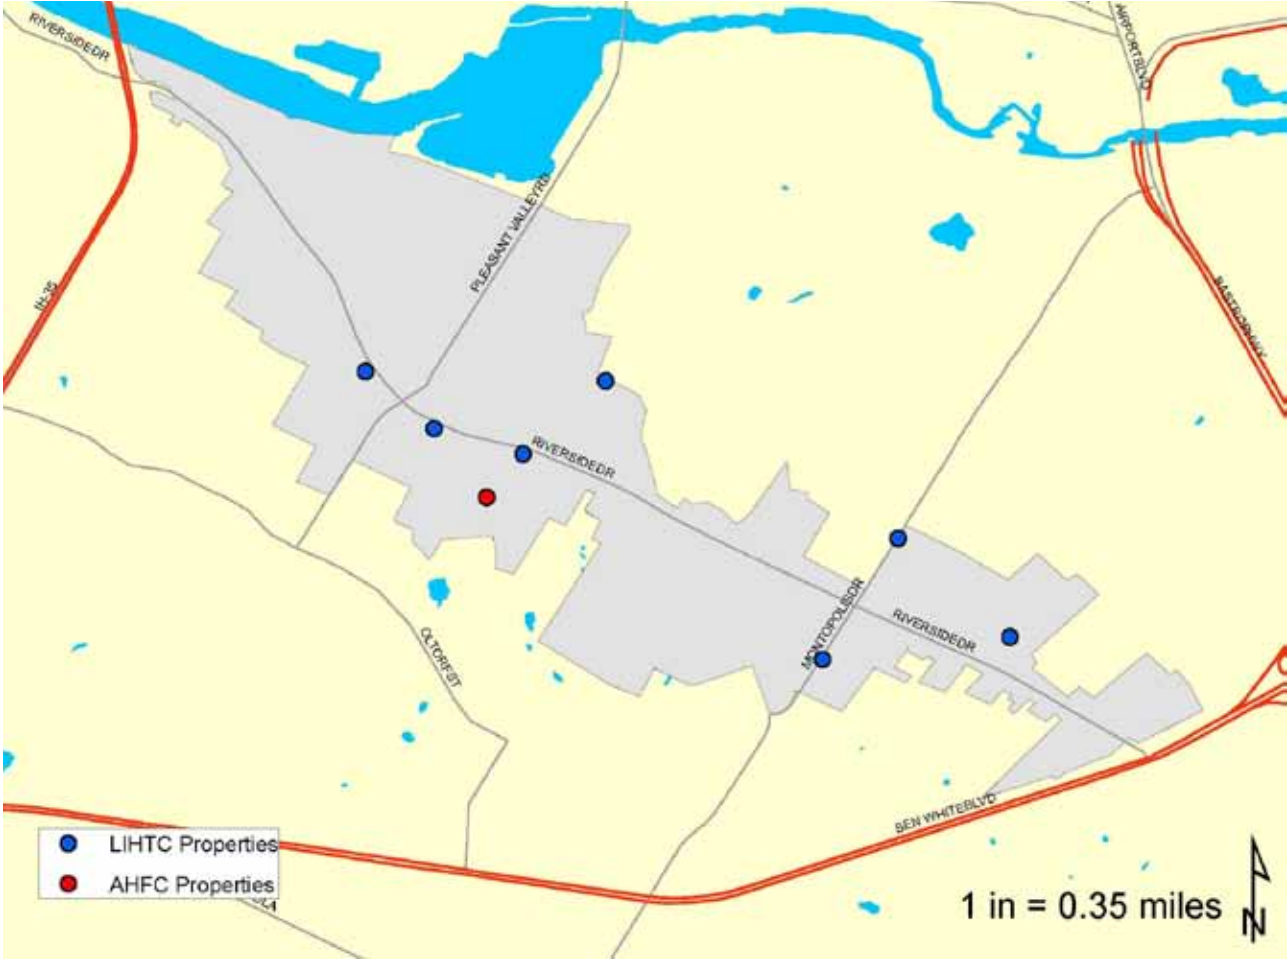 RIVERSIDEDR
AIRPORTBLVD
PLEASANT VALLEYRD
IH-35
BASTROPHWY
RIVERSIDEDR
MONTOPOLISDR
RIVERSIDEDR
OLTORFST
BEN WHITEBLVD
LIHTC Properties
AHFC Properties
1 in = 0.35 miles
N